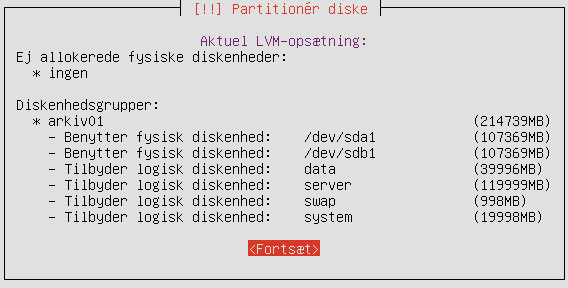 [!!] Partitionér diske
Aktuel LVM-opsætning:
Ej allokerede fysiske diskenheder:
* ingen
Diskenhedsgrupper:
* arkiv01 (214739MB)
- Benytter fysisk diskenhed: /dev/sda1 (107369MB)
- Benytter fysisk diskenhed: /dev/sdb1 (107369MB)
- Tilbyder logisk diskenhed: data (39996MB)
- Tilbyder logisk diskenhed: server (119999MB)
- Tilbyder logisk diskenhed: swap (998MB)
- Tilbyder logisk diskenhed: system (19998MB)
<Fortsæt>